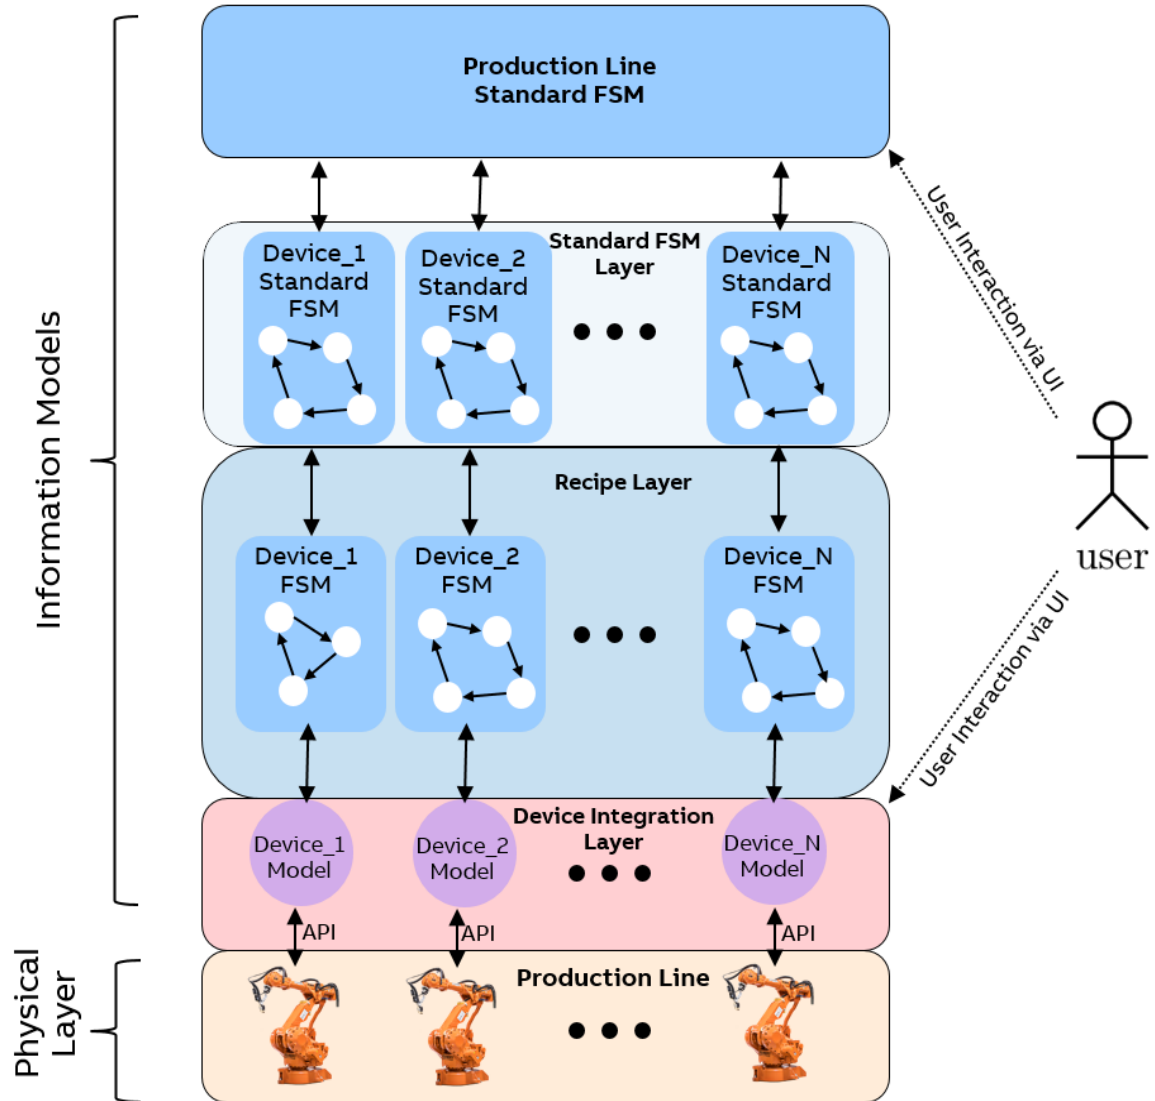 Production Line
Standard FSM
Information Models
User Interaction via UI
Standard FSM
Layer
Device_1
Standard
FSM
Device_2
Standard
FSM
Device_N
Standard
FSM
Recipe Layer
user
Device_1
FSM
Device_2
FSM
Device_N
FSM
User Interaction via UI
Device Integration
Layer
Device_1
Model
Device_2
Model
Device_N
Model
API
API
API
Physical
Layer
Production Line